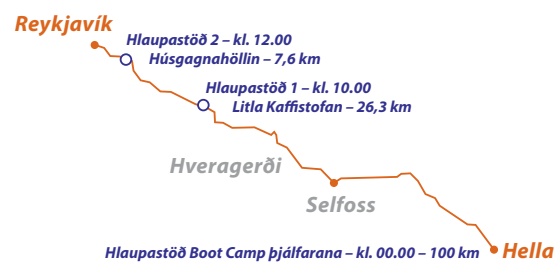 Reykjavík
Hlaupastöð 2 – kl. 12.00
Húsgagnahöllin – 7,6 km
Hlaupastöð 1 – kl. 10.00
Litla Kaffistofan – 26,3 km
Hveragerði
Selfoss
Hella
Hlaupastöð Boot Camp þjálfarana – kl. 00.00 – 100 km